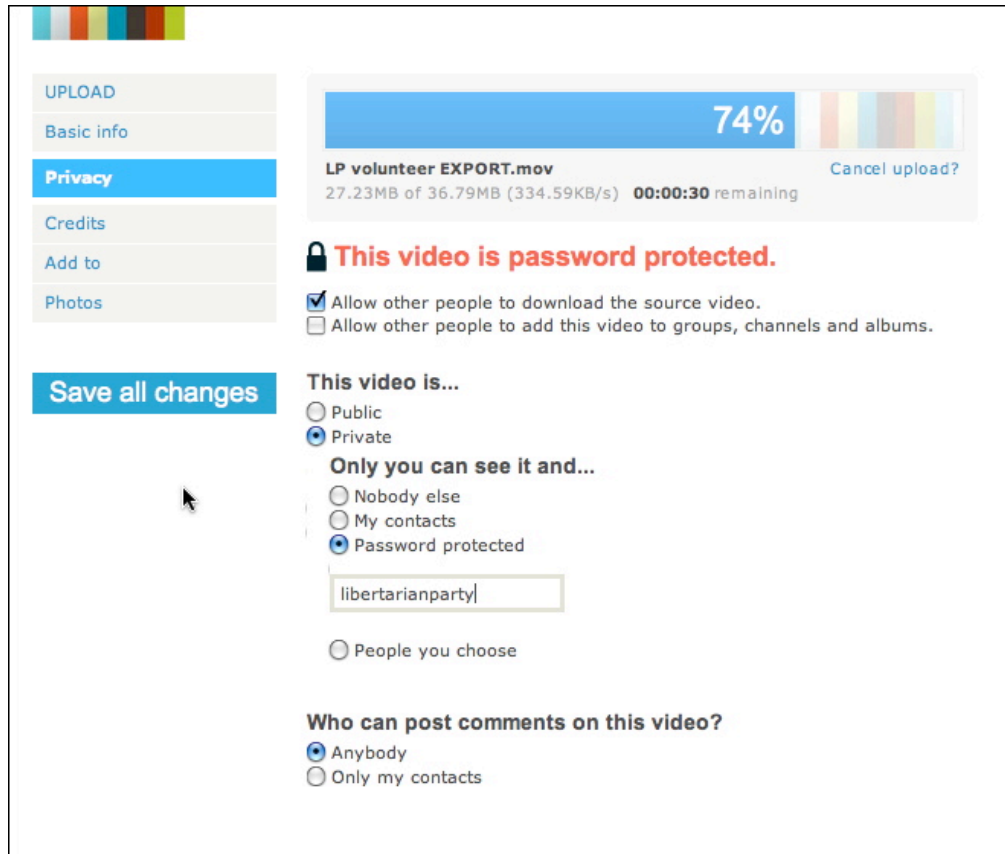 UPLOAD
Basic info
Privacy
Credits
Add to
Photos
Save all changes
74%
LP volunteer EXPORT.mov
Cancel upload?
27.23MB of 36.79MB (334.59KB/s) 00:00:30 remaining
This video is password protected.
Allow other people to download the source video.
Allow other people to add this video to groups, channels and albums.
This video is...
Public
Private
Only you can see it and...
Nobody else
My contacts
Password protected
libertarianparty
People you choose
Who can post comments on this video?
Anybody
Only my contacts